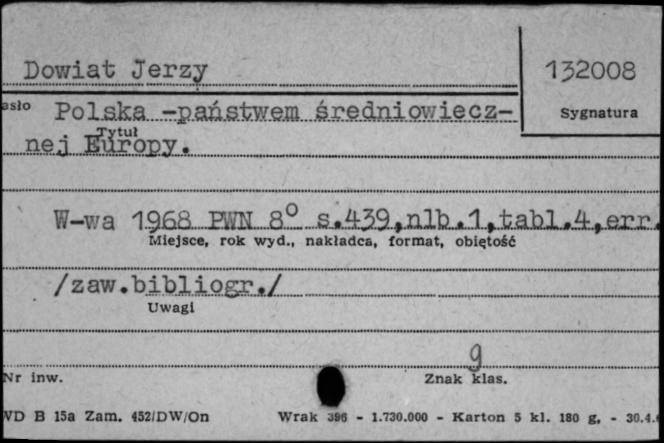 Dowiat Jerzy 132008
asło Polska -państwem średniowiecz- Sygnatura
Tytuł
nej Europy.
W-wa 1968 PWN 8° s.439,nlb.1,tabl.4,err.
Miejsce, rok wyd., nakładca, format, obiętość
/zaw.bibliogr./
Uwagi
9
Nr inw. Znak klas.
WD B 15a Zam. 452/DW/On Wrak 396 - 1.730.000 - Karton 5 kl. 180 g. - 30.4.